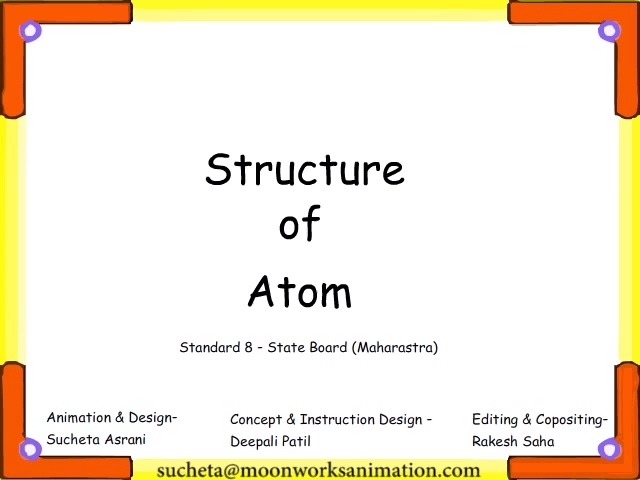 Structure
of
Atom
Standard 8 - State Board (Maharastra)
Animation & Design-
Sucheta Asrani
Concept & Instruction Design -
Deepali Patil
Editing & Copositing-
Rakesh Saha
sucheta@moonworksanimation.com